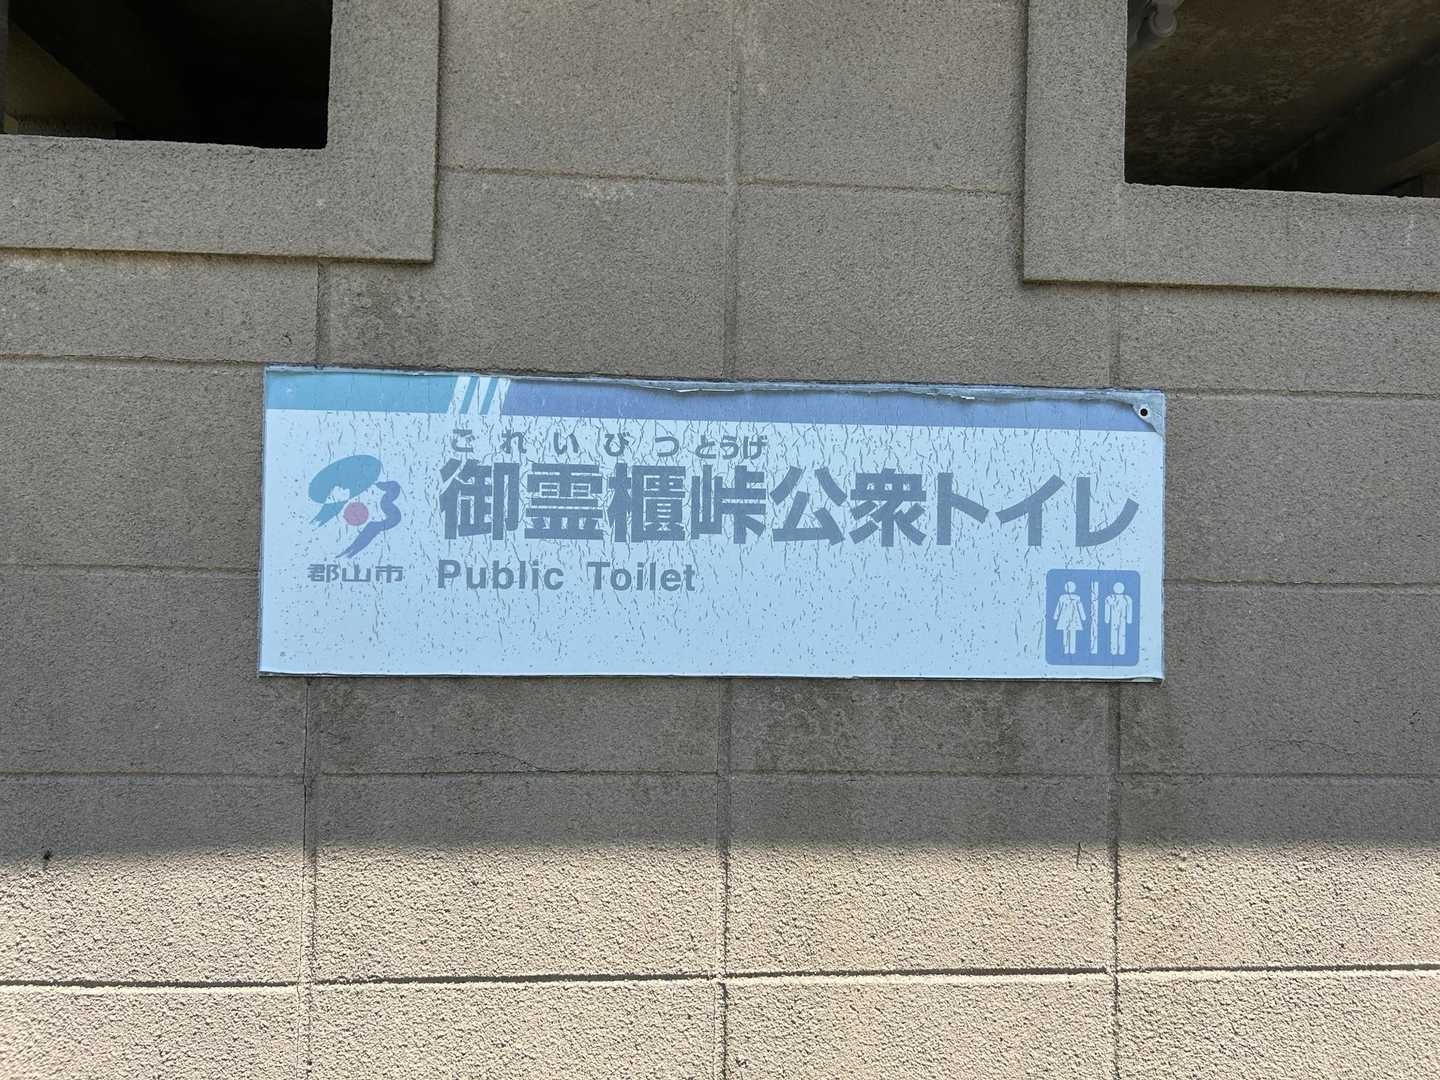 ごれいびつとうげ
御霊櫃峠公衆トイレ
郡山市
Public Toilet